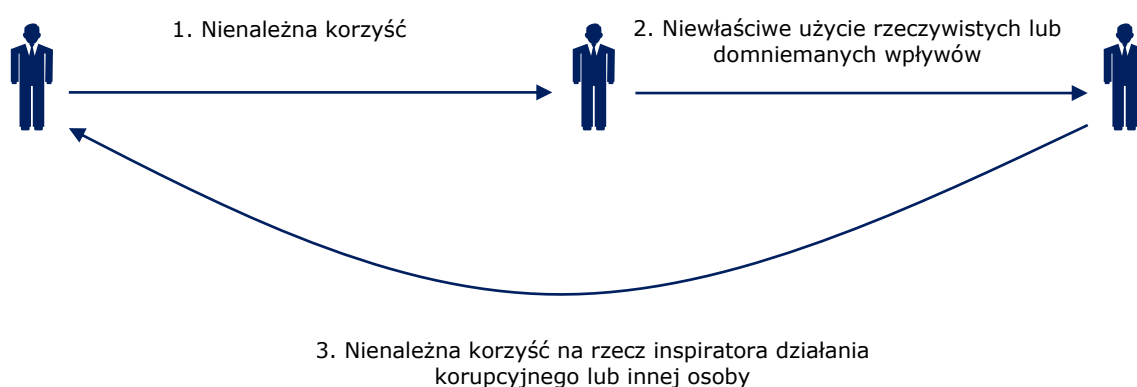 1. Nienależna korzyść
2. Niewłaściwe użycie rzeczywistych lub
domniemanych wpływów
3. Nienależna korzyść na rzecz inspiratora działania
korupcyjnego lub innej osoby